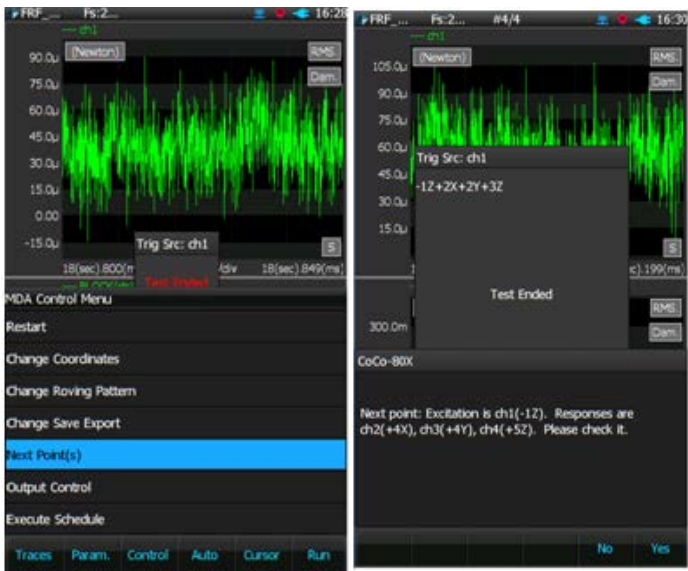 FRF_... Fs:2... 16:28
ch1
(Newton) RMS
Dam.
90.0μ
75.0μ
60.0μ
45.0μ
30.0μ
15.0μ
0.00
-15.0μ
Trig Src: ch1
S
18(sec).800(m /div 18(sec).849(ms)
Test Ended
MDA Control Menu
Restart
Change Coordinates
Change Roving Pattern
Change Save Export
Next Point(s)
Output Control
Execute Schedule
Traces Param. Control Auto Cursor Run
FRF_... Fs:2... #4/4 16:30
ch1
(Newton) RMS
Dam.
105.0μ
90.0μ
75.0μ
60.0μ
45.0μ
30.0μ
15.0μ
Trig Src: ch1
-1Z+2X+2Y+3Z
S
c).199(ms)
Test Ended
RMS
300.0m Dam.
CoCo-80X
Next point: Excitation is ch1(-1Z). Responses are
ch2(+4X), ch3(+4Y), ch4(+5Z). Please check it.
No Yes